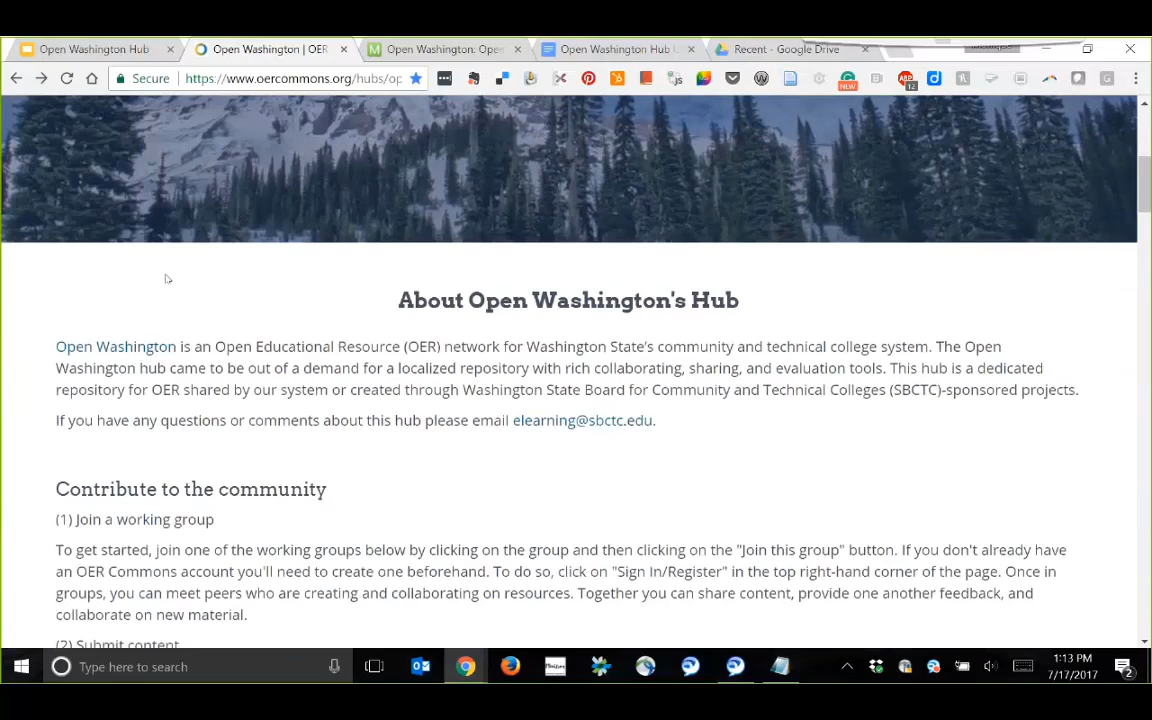 Open Washington Hub
Open Washington | OER
Open Washington: Ope
Open Washington Hub
Recent - Google Drive
Secure
https://www.oercommons.org/hubs/op
NEW
12
About Open Washington's Hub
Open Washington is an Open Educational Resource (OER) network for Washington State's community and technical college system. The Open
Washington hub came to be out of a demand for a localized repository with rich collaborating, sharing, and evaluation tools. This hub is a dedicated
repository for OER shared by our system or created through Washington State Board for Community and Technical Colleges (SBCTC)-sponsored projects.
If you have any questions or comments about this hub please email elearning@sbctc.edu.
Contribute to the community
(1) Join a working group
To get started, join one of the working groups below by clicking on the group and then clicking on the "Join this group" button. If you don't already have
an OER Commons account you'll need to create one beforehand. To do so, click on "Sign In/Register" in the top right-hand corner of the page. Once in
groups, you can meet peers who are creating and collaborating on resources. Together you can share content, provide one another feedback, and
collaborate on new material.
(2) Submit content
Type here to search
1:13 PM
7/17/2017
2